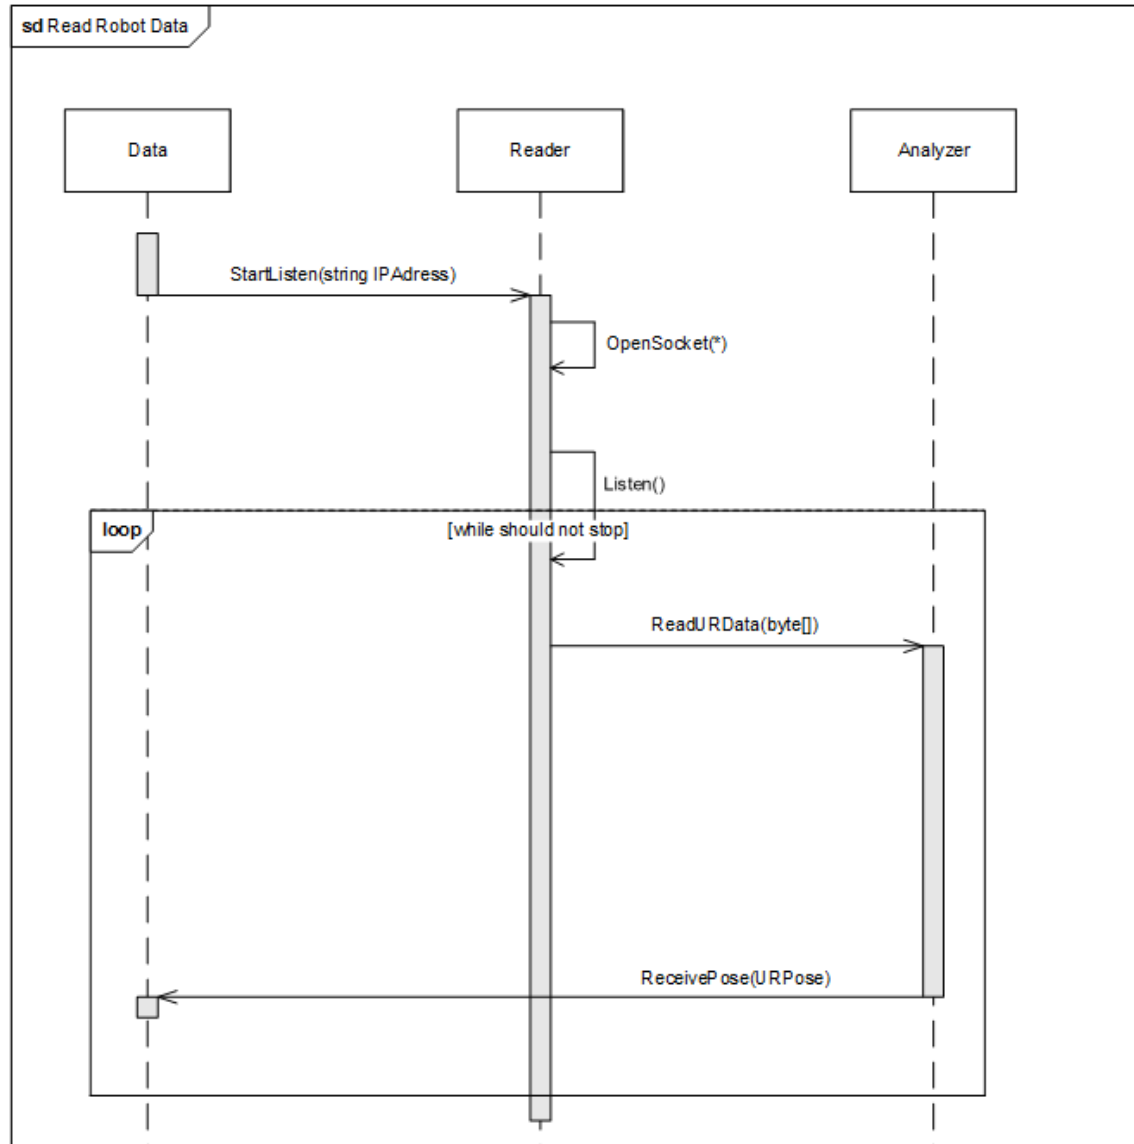 sd Read Robot Data
Data
Reader
Analyzer
StartListen(string IPAdress)
OpenSocket(*)
Listen()
loop
[while should not stop]
ReadURData(byte[])
ReceivePose(URPose)